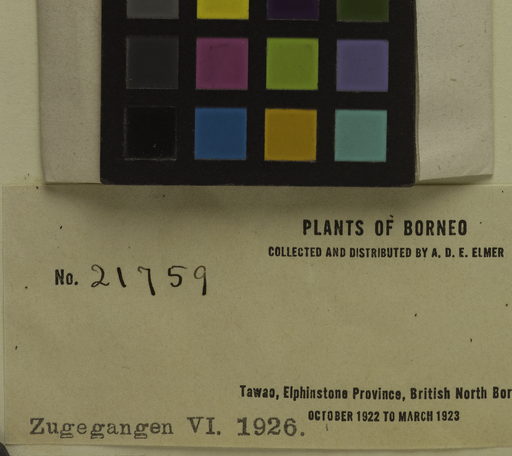 PLANTS OF BORNEO
COLLECTED AND DISTRIBUTED BY A. D. E. ELMER
No. 21759
Tawao, Elphinstone Province, British North Bor
OCTOBER 1922 TO MARCH 1923
Zugegangen VI. 1926.